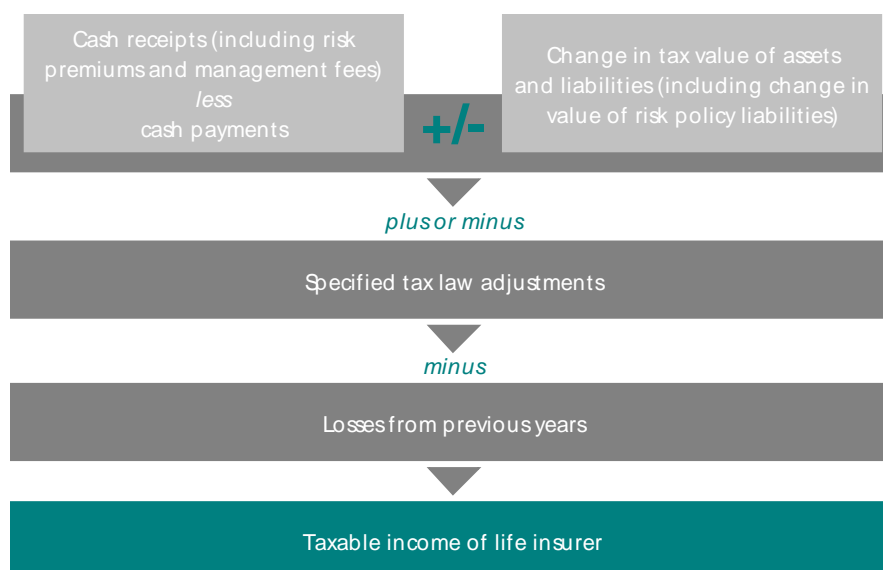 Cash receipts (including risk
premiums and management fees)
less
cash payments
+/-
Change in tax value of assets
and liabilities (including change in
value of risk policy liabilities)
plus or minus
Specified tax law adjustments
minus
Losses from previous years
Taxable income of life insurer